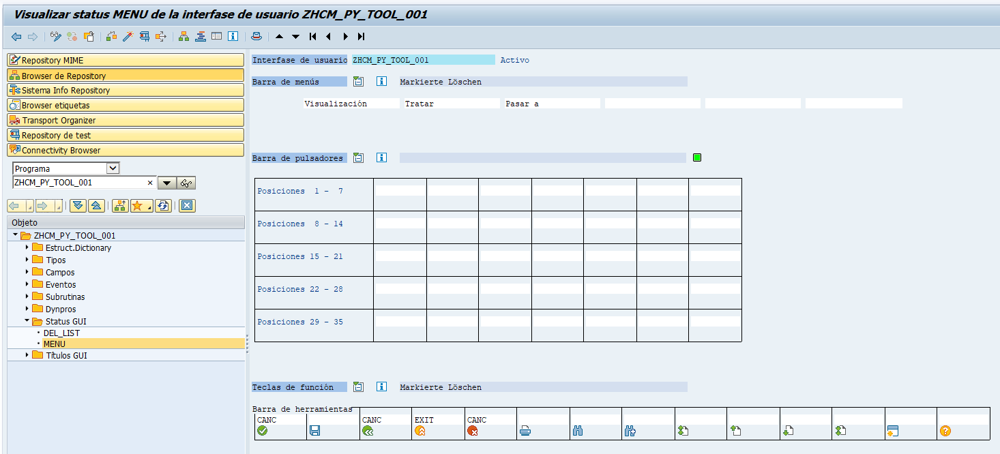 Visualizar status MENU de la interfase de usuario ZHCM_PY_TOOL_001
Repository MIME
Browser de Repository
Sistema Info Repository
Browser etiquetas
Transport Organizer
Repository de test
Connectivity Browser
Programa
ZHCM_PY_TOOL_001
Objeto
ZHCM_PY_TOOL_001
Estruct.Dictionary
Tipos
Campos
Eventos
Subrutinas
Dynpros
Status GUI
DEL_LIST
MENU
Títulos GUI
Interfase de usuario ZHCM_PY_TOOL_001 Activo
Barra de menús Markierte Löschen
Visualización Tratar Pasar a
Barra de pulsadores
Posiciones 1 - 7
Posiciones 8 - 14
Posiciones 15 - 21
Posiciones 22 - 28
Posiciones 29 - 35
Teclas de función Markierte Löschen
Barra de herramientas
CANC CANC EXIT CANC